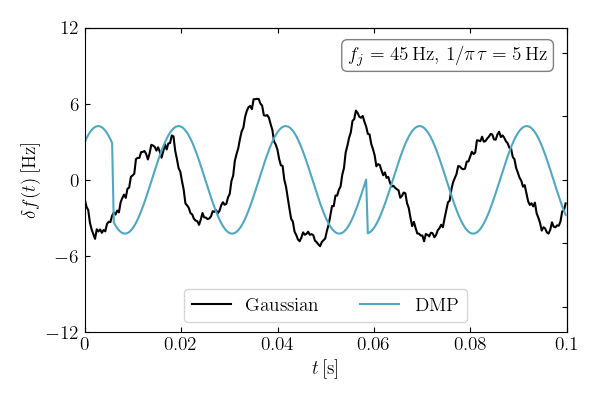 12
f_j = 45 Hz, 1/πτ = 5 Hz
6
δf(t) [Hz]
0
−6
Gaussian DMP
−12
0 0.02 0.04 0.06 0.08 0.1
t [s]